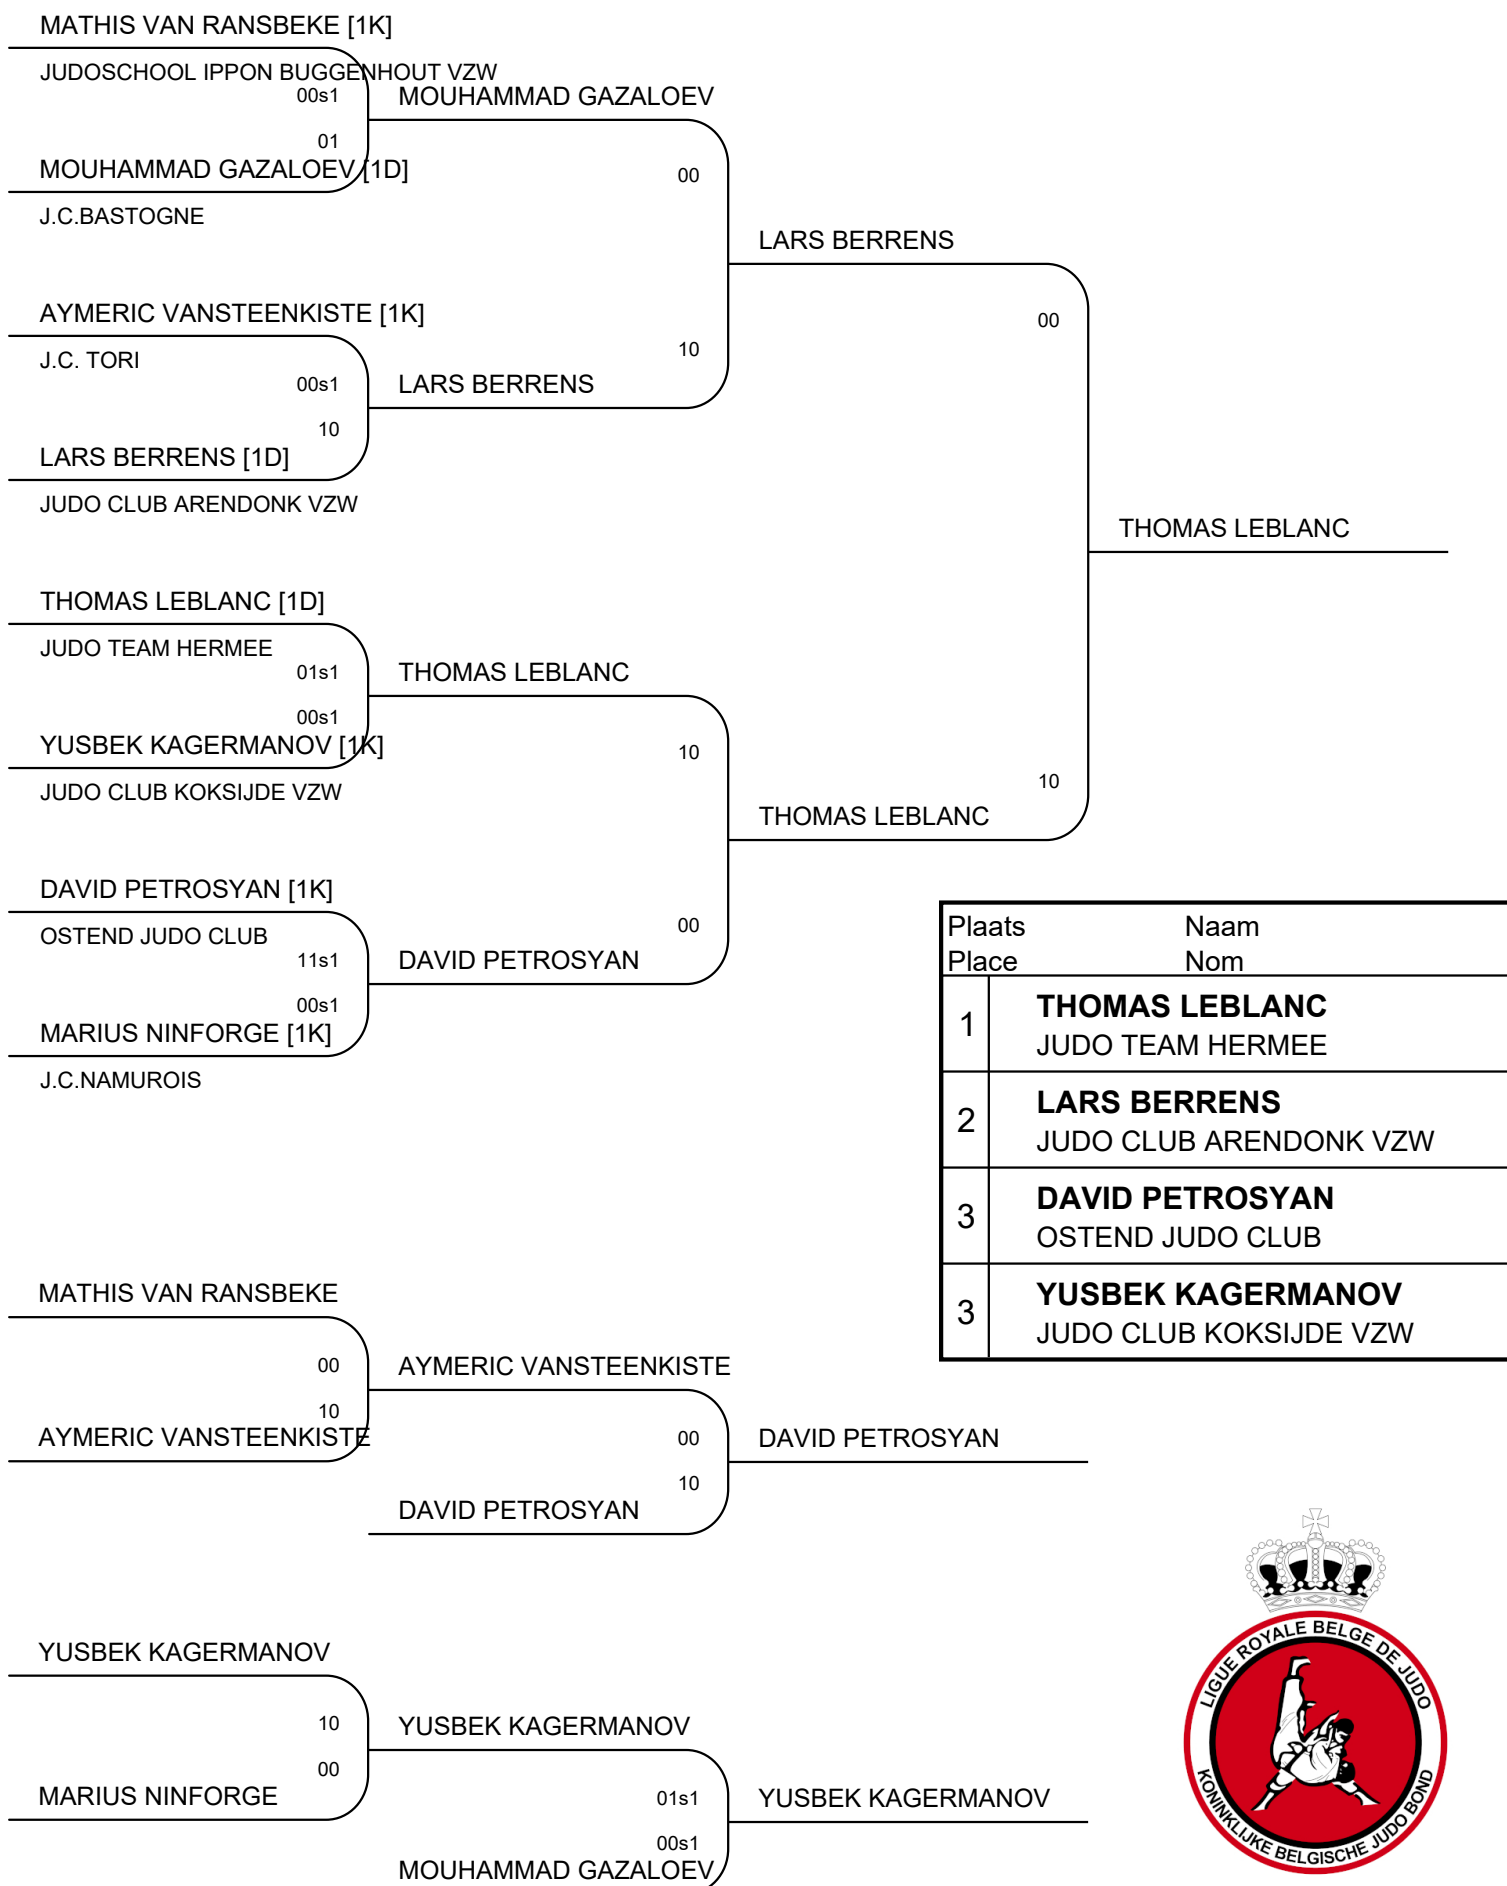 MATHIS VAN RANSBEKE [1K]
JUDOSCHOOL IPPON BUGGENHOUT VZW
00s1
MOUHAMMAD GAZALOEV
01
MOUHAMMAD GAZALOEV [1D]
00
J.C.BASTOGNE
LARS BERRENS
AYMERIC VANSTEENKISTE [1K]
00
J.C. TORI
10
00s1
LARS BERRENS
10
LARS BERRENS [1D]
JUDO CLUB ARENDONK VZW
THOMAS LEBLANC
THOMAS LEBLANC [1D]
JUDO TEAM HERMEE
01s1
THOMAS LEBLANC
00s1
YUSBEK KAGERMANOV [1K]
10
JUDO CLUB KOKSIJDE VZW
10
THOMAS LEBLANC
DAVID PETROSYAN [1K]
OSTEND JUDO CLUB
00
11s1
DAVID PETROSYAN
00s1
MARIUS NINFORGE [1K]
J.C.NAMUROIS
Plaats Naam
Place Nom
1 THOMAS LEBLANC
JUDO TEAM HERMEE
2 LARS BERRENS
JUDO CLUB ARENDONK VZW
3 DAVID PETROSYAN
OSTEND JUDO CLUB
3 YUSBEK KAGERMANOV
JUDO CLUB KOKSIJDE VZW
MATHIS VAN RANSBEKE
00
AYMERIC VANSTEENKISTE
10
AYMERIC VANSTEENKISTE
00
DAVID PETROSYAN
10
DAVID PETROSYAN
YUSBEK KAGERMANOV
10
YUSBEK KAGERMANOV
00
MARIUS NINFORGE
01s1
YUSBEK KAGERMANOV
00s1
MOUHAMMAD GAZALOEV
LIGUE ROYALE BELGE DE JUDO
KONINKLIJKE BELGISCHE JUDO BOND